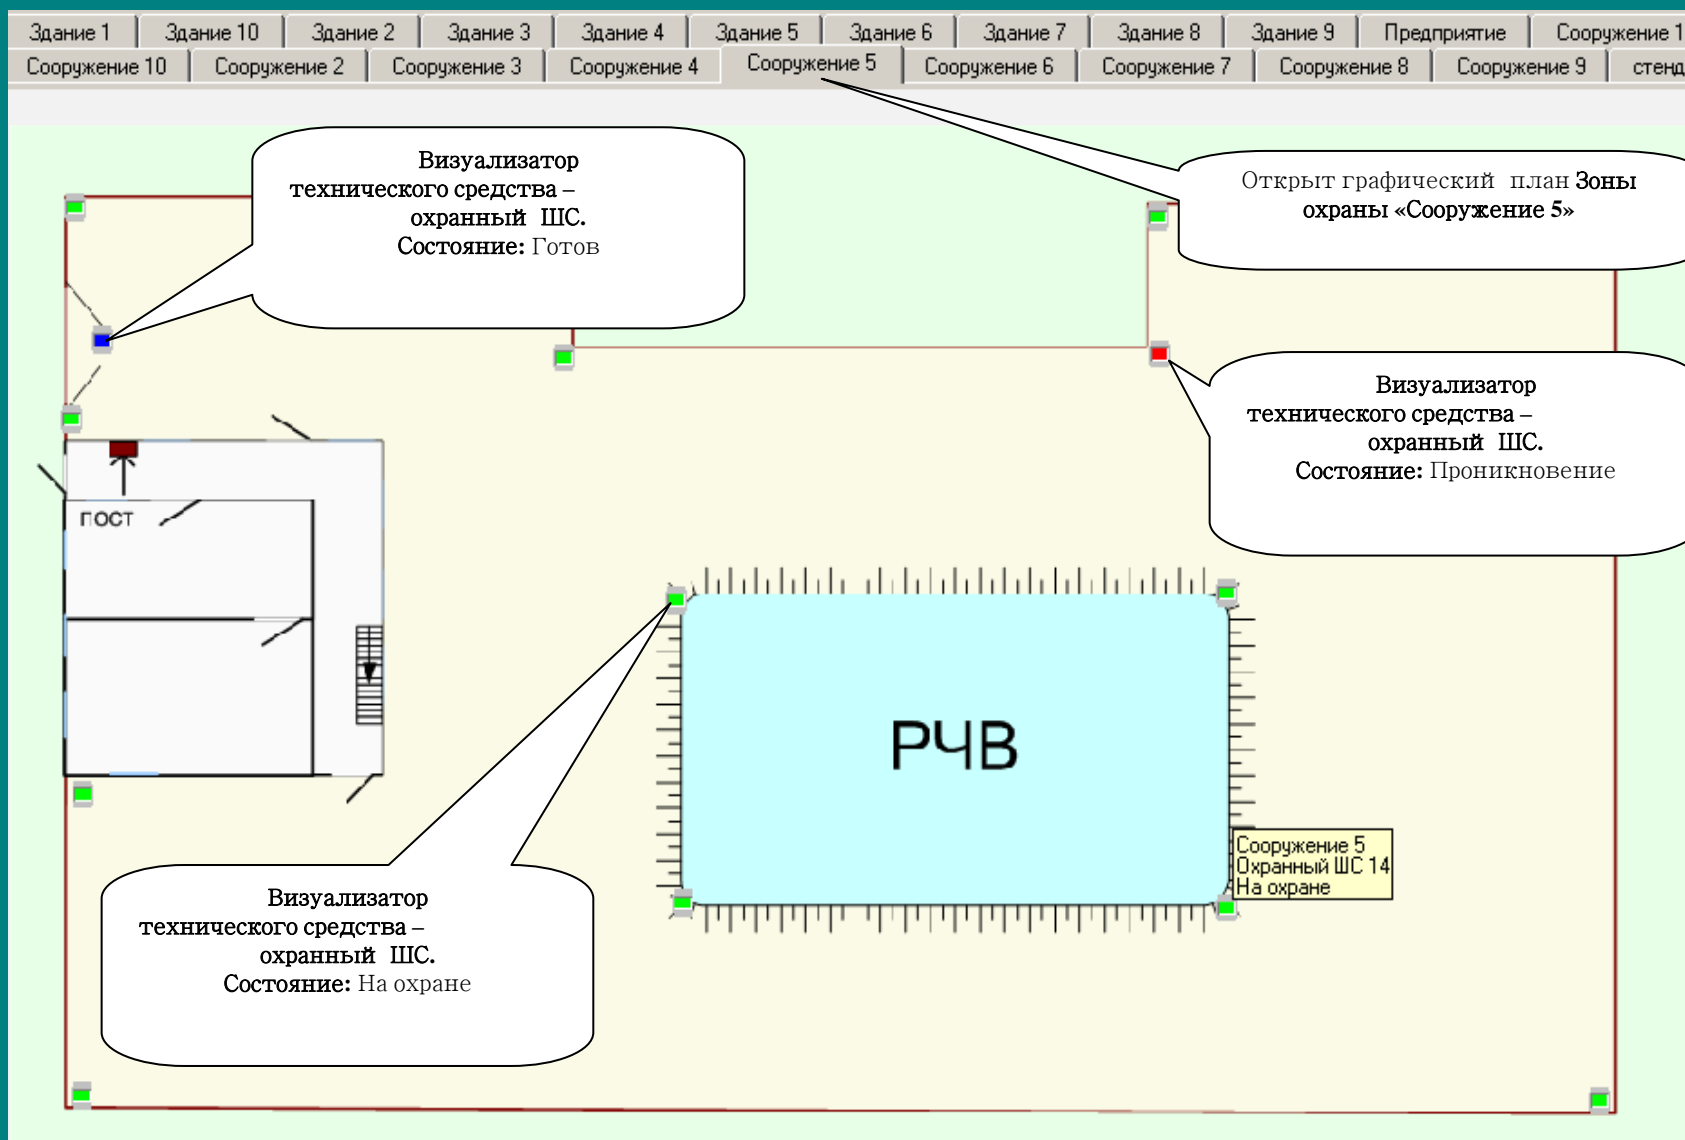 Здание 1 Здание 10 Здание 2 Здание 3 Здание 4 Здание 5 Здание 6 Здание 7 Здание 8 Здание 9 Предприятие Сооружение 1
Сооружение 10 Сооружение 2 Сооружение 3 Сооружение 4 Сооружение 5 Сооружение 6 Сооружение 7 Сооружение 8 Сооружение 9 стенд
Визуализатор
технического средства –
охранный ШС.
Состояние: Готов
Открыт графический план Зоны
охраны «Сооружение 5»
Визуализатор
технического средства –
охранный ШС.
Состояние: Проникновение
ПОСТ
РЧВ
Сооружение 5
Охранный ШС 14
На охране
Визуализатор
технического средства –
охранный ШС.
Состояние: На охране